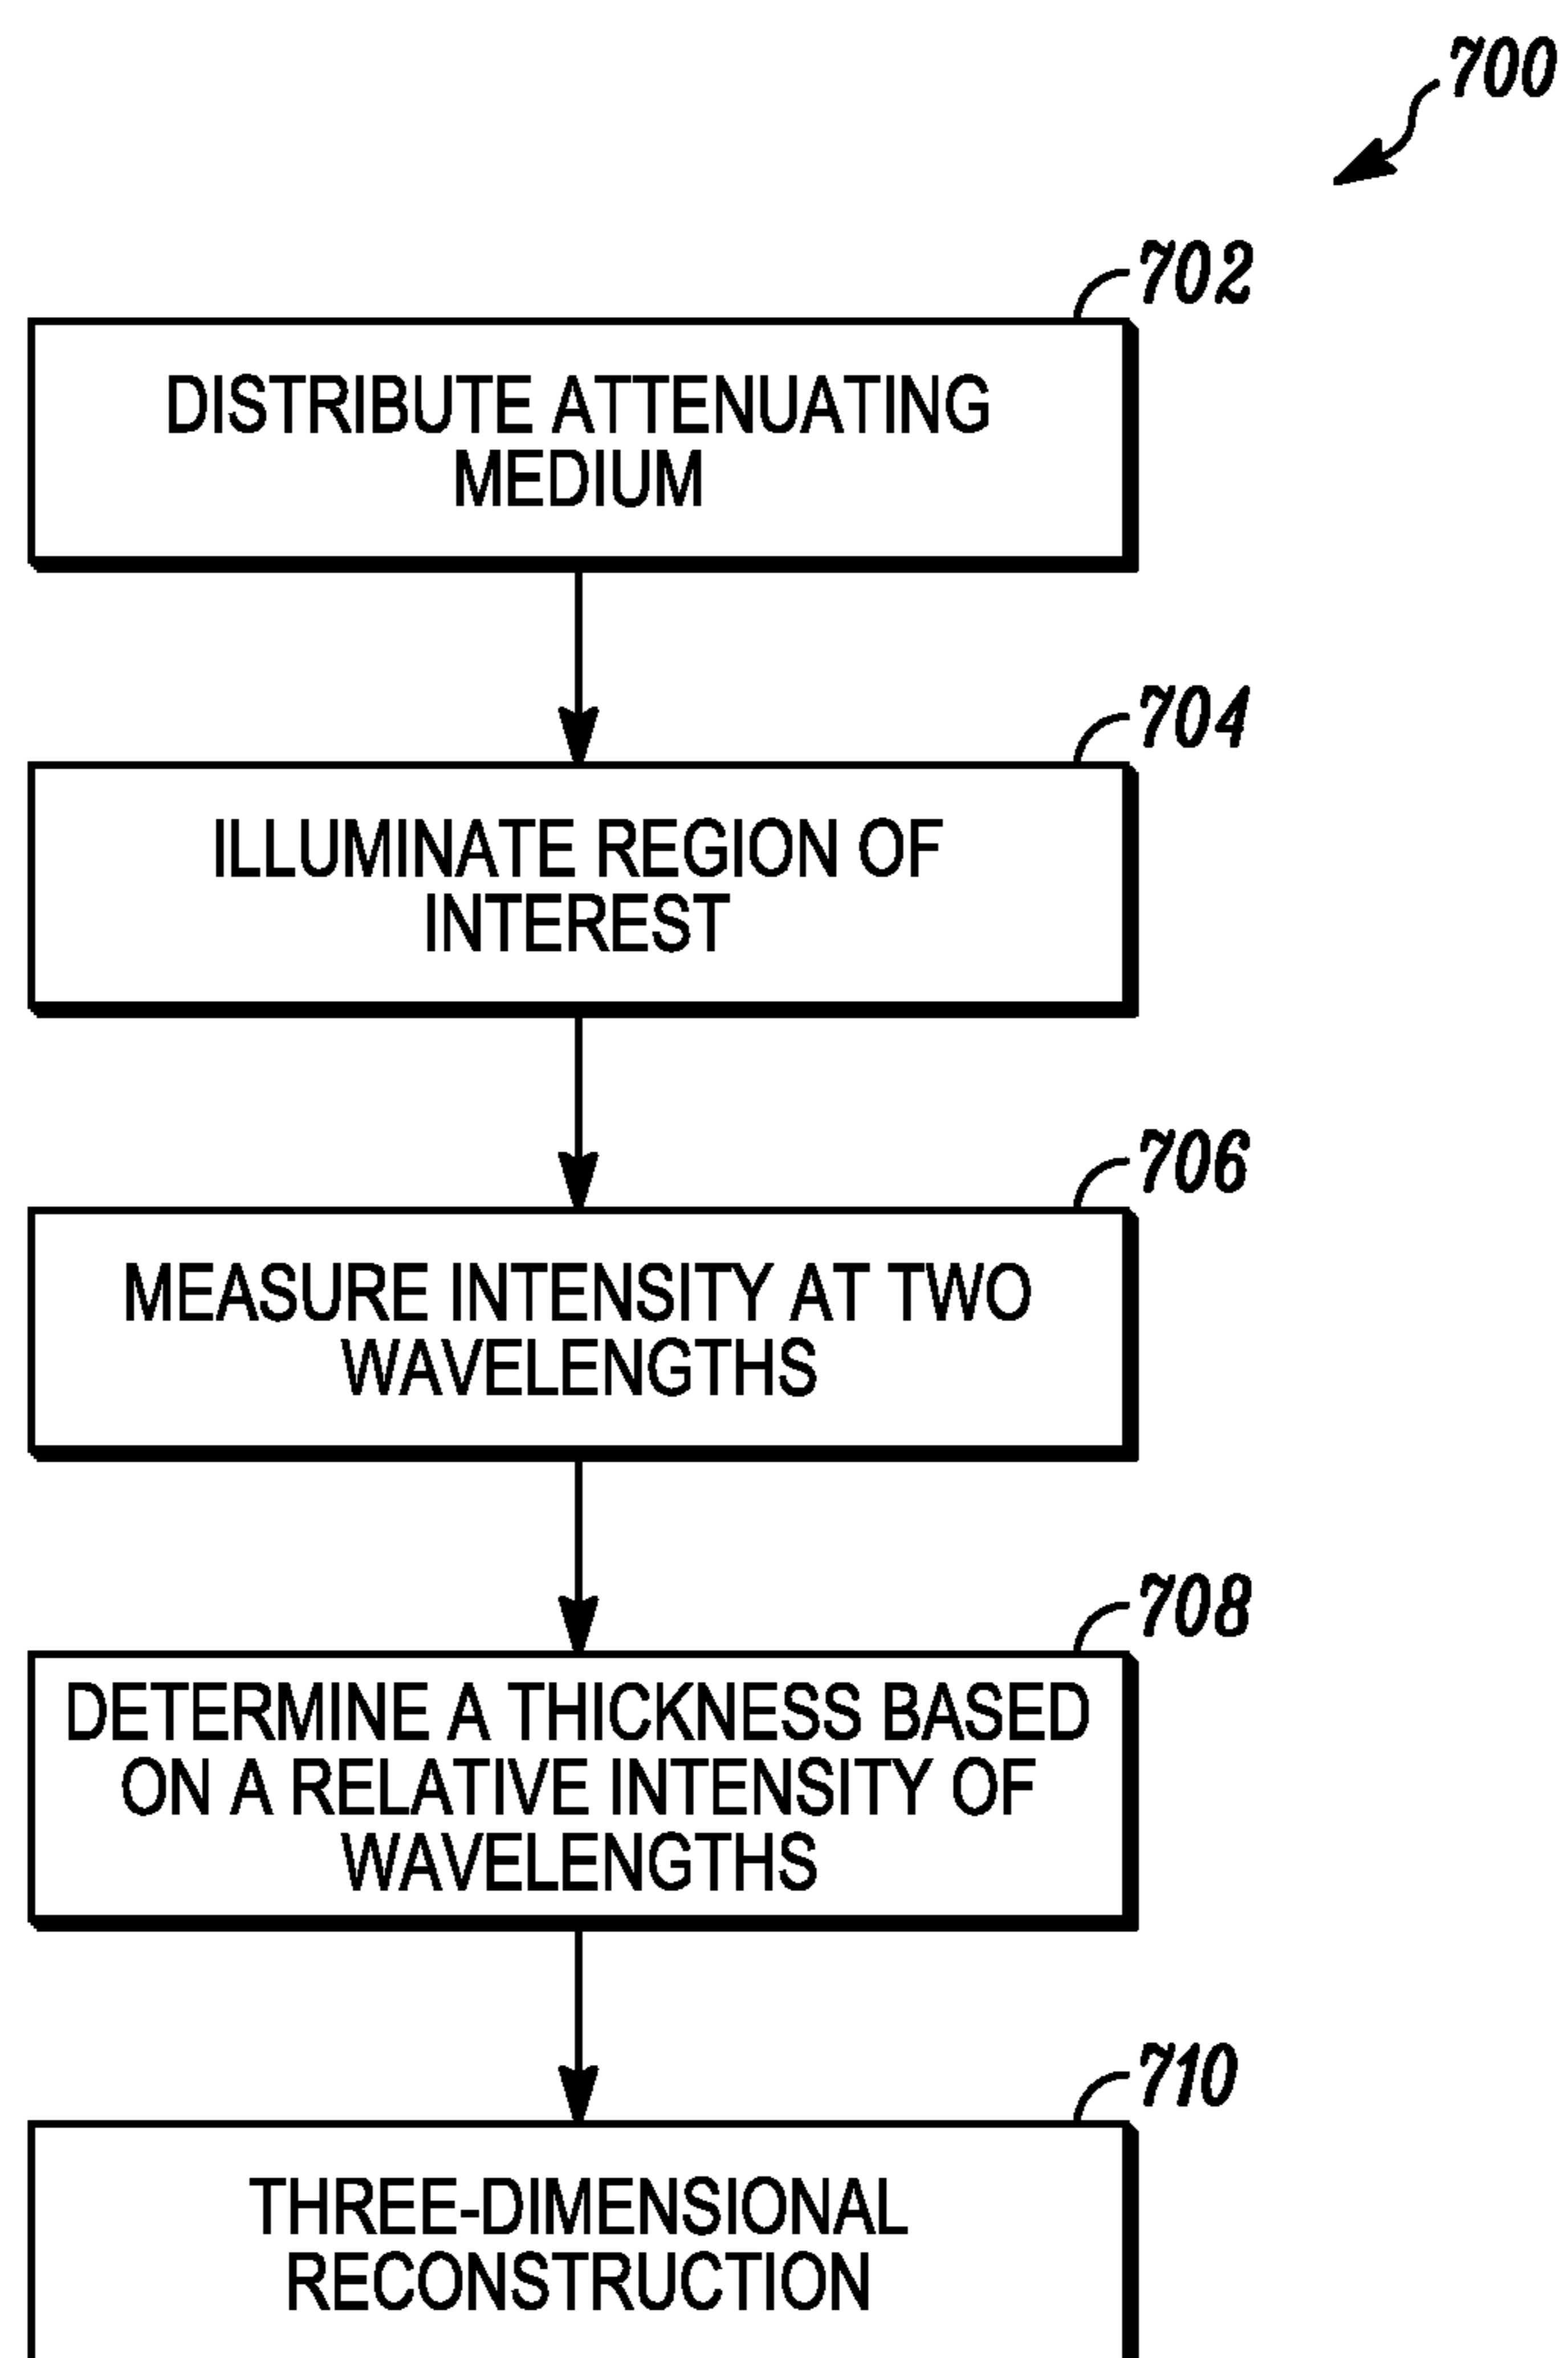 700
702
DISTRIBUTE ATTENUATING
MEDIUM
704
ILLUMINATE REGION OF
INTEREST
706
MEASURE INTENSITY AT TWO
WAVELENGTHS
708
DETERMINE A THICKNESS BASED
ON A RELATIVE INTENSITY OF
WAVELENGTHS
710
THREE-DIMENSIONAL
RECONSTRUCTION